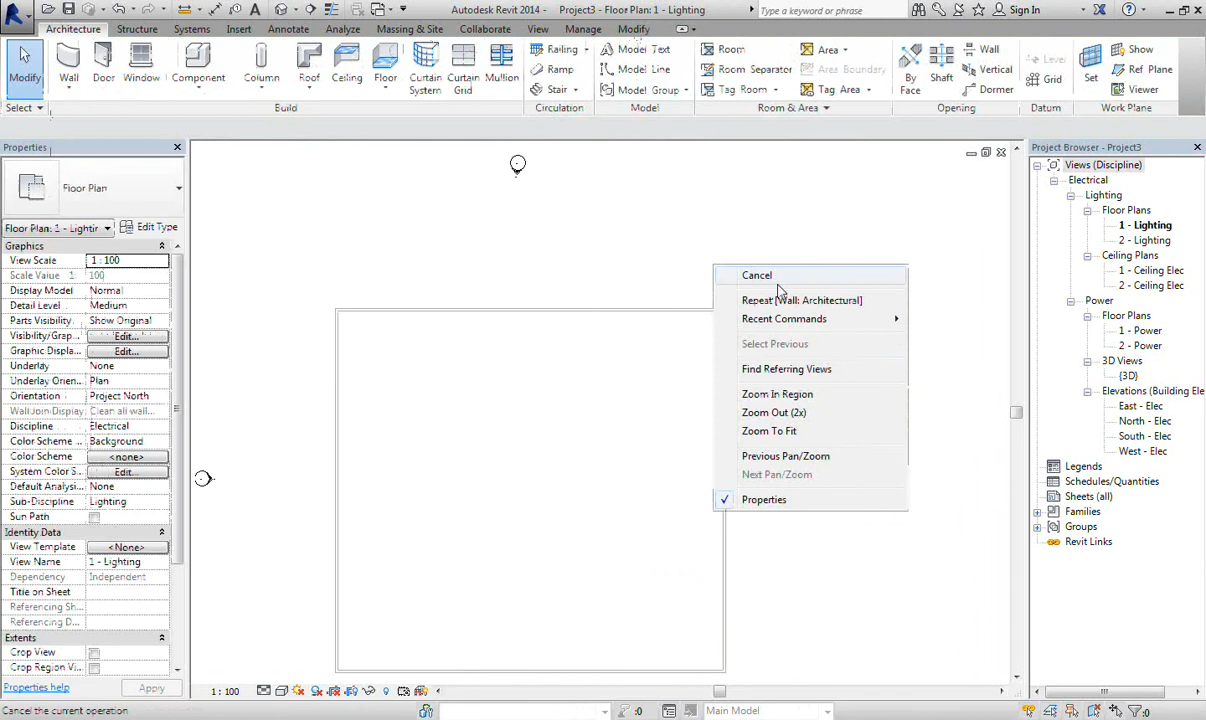 Autodesk Revit 2014 - Project3 - Floor Plan: 1 - Lighting
Type a keyword or phrase
Sign In
Architecture Structure Systems Insert Annotate Analyze Massing & Site Collaborate View Manage Modify
Modify Wall Door Window Component Column Roof Ceiling Floor Curtain System Curtain Grid Mullion
Railing Ramp Stair
Model Text Model Line Model Group
Room Room Separator Tag Room
Area Area Boundary Tag Area
By Face Shaft Wall Vertical Dormer
Level Grid
Set Show Ref Plane Viewer
Select Build Circulation Model Room & Area Opening Datum Work Plane
Properties
Floor Plan
Floor Plan: 1 - Lightir Edit Type
Graphics
View Scale 1 : 100
Scale Value 1: 100
Display Model Normal
Detail Level Medium
Parts Visibility Show Original
Visibility/Grap... Edit...
Graphic Displa... Edit...
Underlay None
Underlay Orien... Plan
Orientation Project North
Wall Join Display Clean all wall...
Discipline Electrical
Color Scheme ... Background
Color Scheme <none>
System Color S... Edit...
Default Analysi... None
Sub-Discipline Lighting
Sun Path
Identity Data
View Template <None>
View Name 1 - Lighting
Dependency Independent
Title on Sheet
Referencing Sh...
Referencing D...
Extents
Crop View
Crop Region Vi...
Properties help Apply
Cancel
Repeat [Wall: Architectural]
Recent Commands
Select Previous
Find Referring Views
Zoom In Region
Zoom Out (2x)
Zoom To Fit
Previous Pan/Zoom
Next Pan/Zoom
Properties
Project Browser - Project3
Views (Discipline)
Electrical
Lighting
Floor Plans
1 - Lighting
2 - Lighting
Ceiling Plans
1 - Ceiling Elec
2 - Ceiling Elec
Power
Floor Plans
1 - Power
2 - Power
3D Views
{3D}
Elevations (Building Ele
East - Elec
North - Elec
South - Elec
West - Elec
Legends
Schedules/Quantities
Sheets (all)
Families
Groups
Revit Links
1 : 100
Cancel the current operation
:0
Main Model
:0